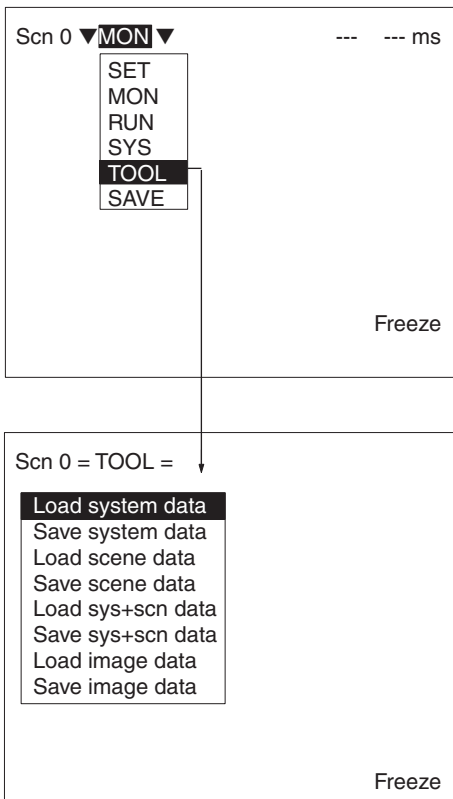 Scn 0 ▼MON ▼ --- --- ms
SET
MON
RUN
SYS
TOOL
SAVE
Freeze
Scn 0 = TOOL =
Load system data
Save system data
Load scene data
Save scene data
Load sys+scn data
Save sys+scn data
Load image data
Save image data
Freeze